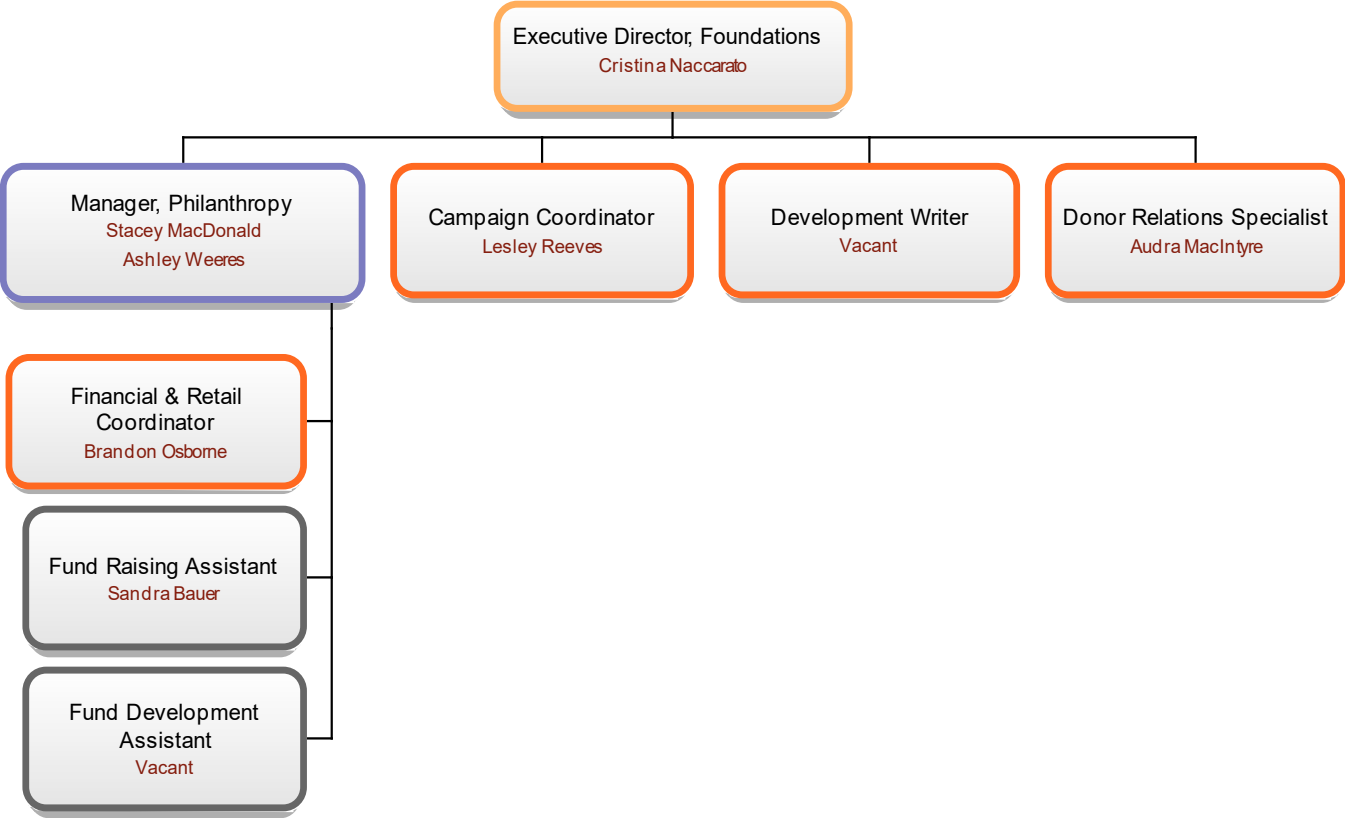 Executive Director, Foundations
Cristina Naccarato
Manager, Philanthropy
Stacey MacDonald
Ashley Weeres
Campaign Coordinator
Lesley Reeves
Development Writer
Vacant
Donor Relations Specialist
Audra MacIntyre
Financial & Retail
Coordinator
Brandon Osborne
Fund Raising Assistant
Sandra Bauer
Fund Development
Assistant
Vacant